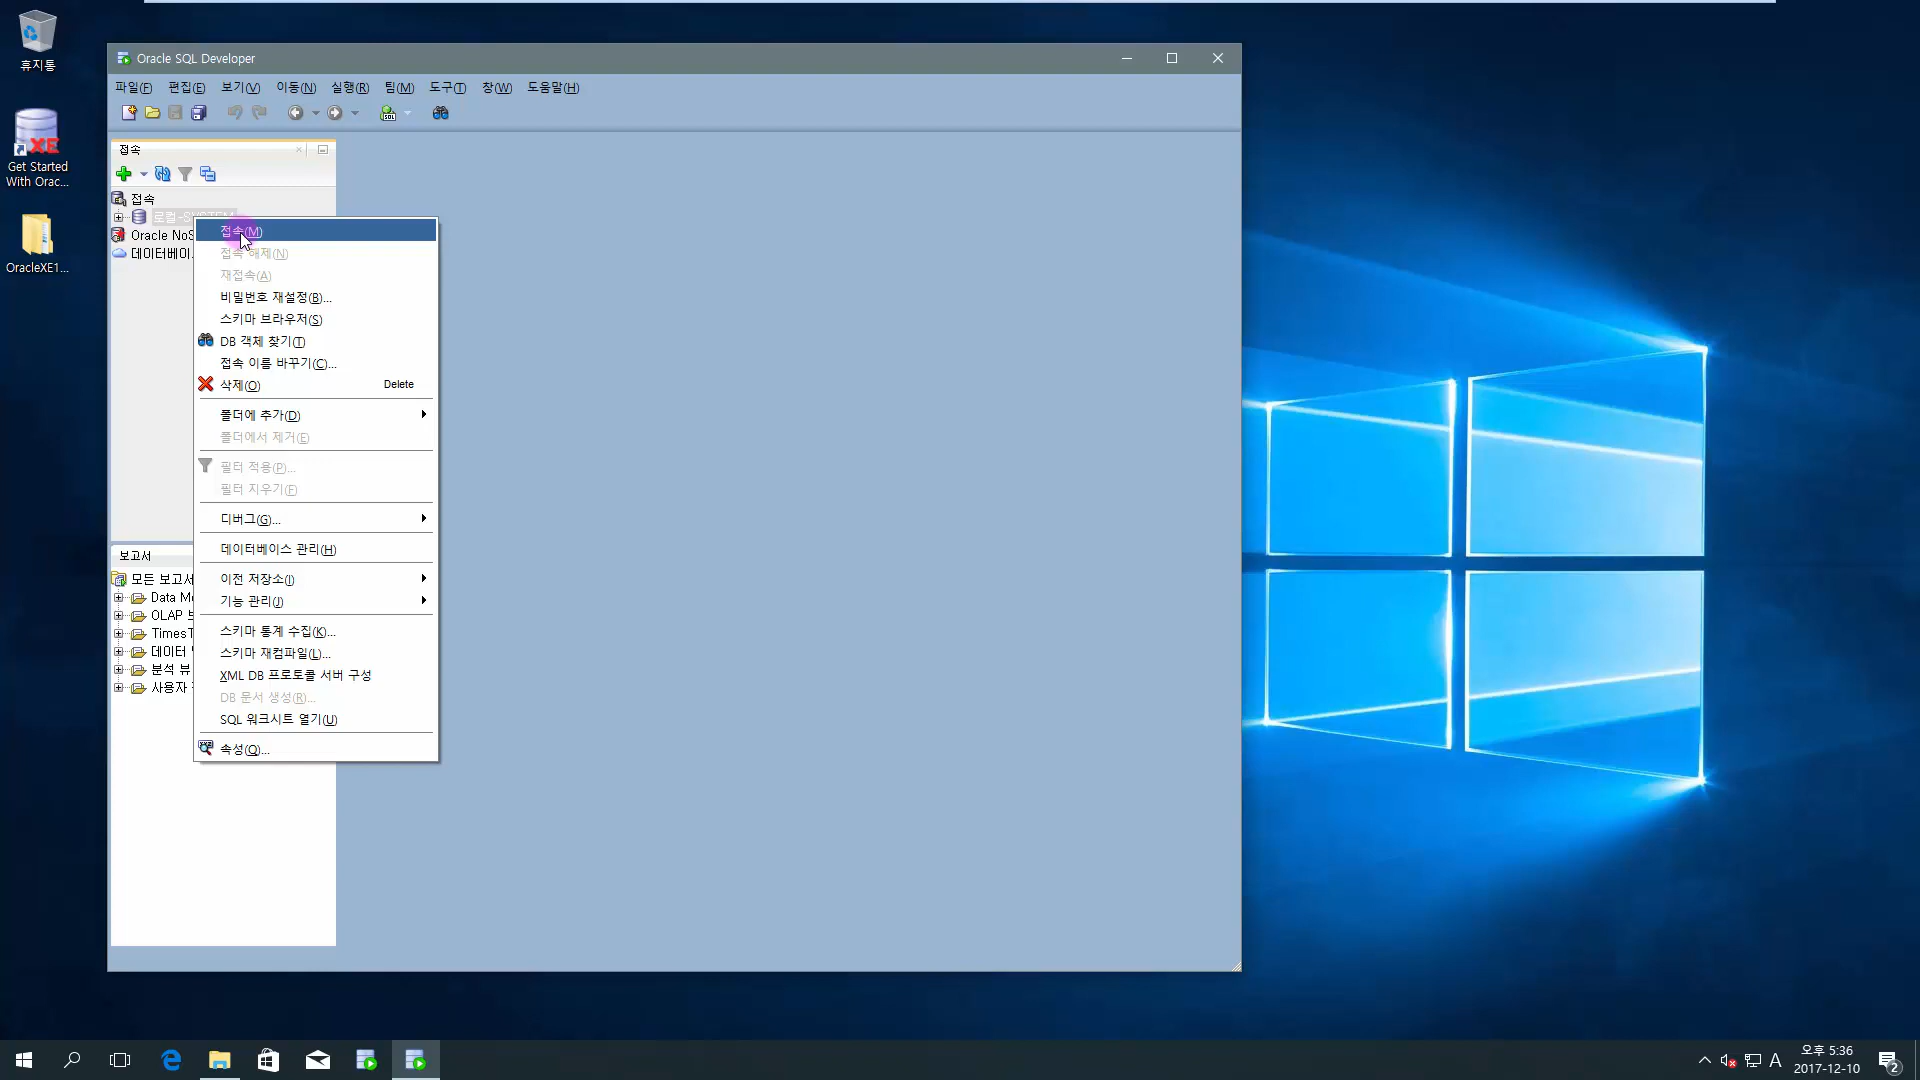 휴지통
XE
Get Started
With Orac...
OracleXE1...
Oracle SQL Developer
파일(F) 편집(E) 보기(V) 이동(N) 실행(R) 팀(M) 도구(T) 창(W) 도움말(H)
접속
접속
로컬-SYSTEM
Oracle NoS
데이터베이.
접속(M)
접속 해제(N)
재접속(A)
비밀번호 재설정(B)...
스키마 브라우저(S)
DB 객체 찾기(T)
접속 이름 바꾸기(C)...
삭제(O) Delete
폴더에 추가(D)
폴더에서 제거(E)
필터 적용(P)...
필터 지우기(F)
디버그(G)...
데이터베이스 관리(H)
이전 저장소(I)
기능 관리(J)
스키마 통계 수집(K)...
스키마 재컴파일(L)...
XML DB 프로토콜 서버 구성
DB 문서 생성(R)...
SQL 워크시트 열기(U)
속성(Q)...
보고서
모든 보고서
Data Mo
OLAP 보
TimesT
데이터
분석 뷰
사용자
A
오후 5:36
2017-12-10
2